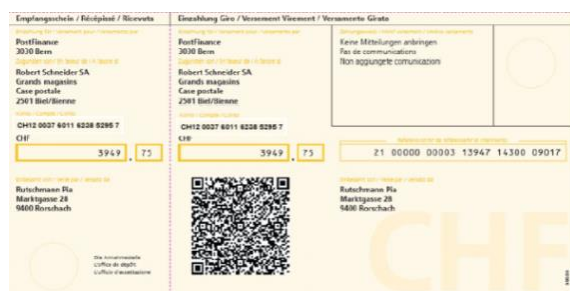 Empfangsschein / Récépissé / Ricevuta
PostFinance
3030 Bern
Robert Schneider SA
Grands magasins
Case postale
2501 Biel/Bienne
CH12 0037 6011 6238 5295 7
CHF
3949 . 75
Rutschmann Pia
Marktgasse 28
9400 Rorschach
Die Annahmestelle
L'office de dépôt
L'ufficio d'accettazione
Einzahlung Giro / Versement Virement / Versamento Girata
PostFinance
3030 Bern
Robert Schneider SA
Grands magasins
Case postale
2501 Biel/Bienne
CH12 0037 6011 6238 5295 7
CHF
3949 . 75
Keine Mitteilungen anbringen
Pas de communications
Non aggiungete comunicazioni
21 00000 00003 13947 14300 09017
Rutschmann Pia
Marktgasse 28
9400 Rorschach
CHF